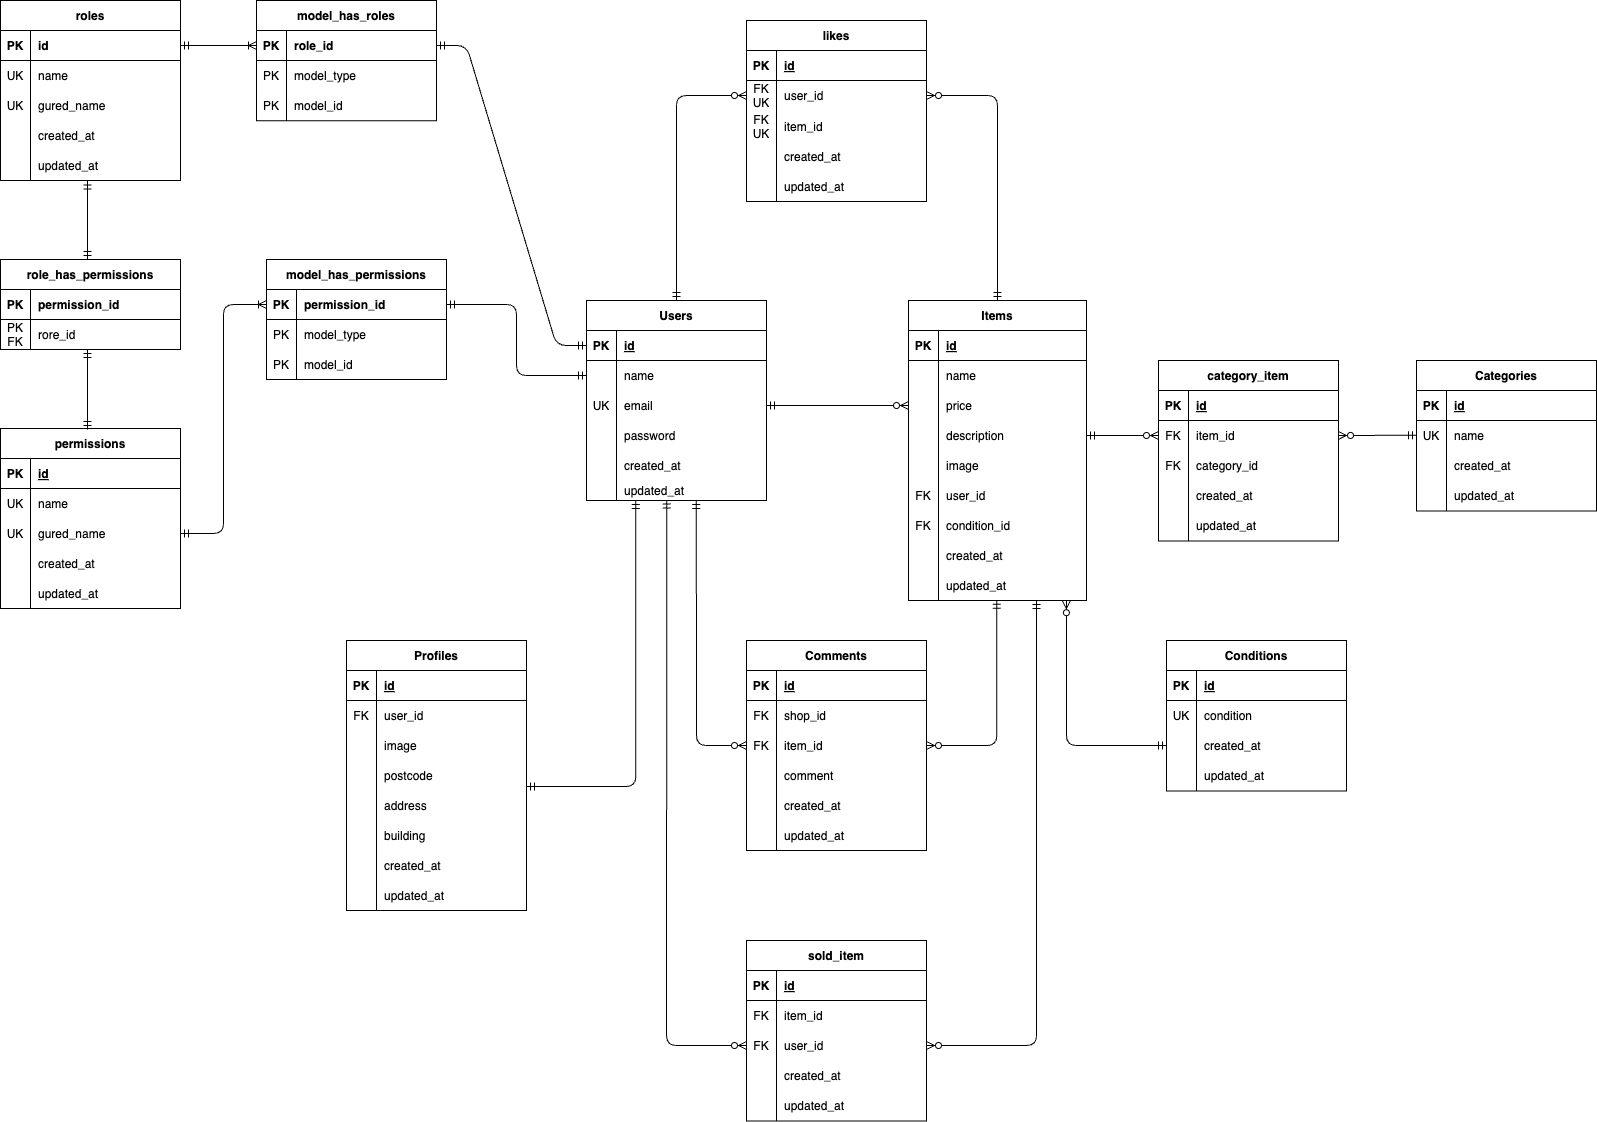 roles
PK id
UK name
UK gured_name
created_at
updated_at
model_has_roles
PK role_id
PK model_type
PK model_id
likes
PK id
FK UK user_id
FK UK item_id
created_at
updated_at
role_has_permissions
PK permission_id
PK FK rore_id
model_has_permissions
PK permission_id
PK model_type
PK model_id
permissions
PK id
UK name
UK gured_name
created_at
updated_at
Users
PK id
name
UK email
password
created_at
updated_at
Items
PK id
name
price
description
image
FK user_id
FK condition_id
created_at
updated_at
category_item
PK id
FK item_id
FK category_id
created_at
updated_at
Categories
PK id
UK name
created_at
updated_at
Profiles
PK id
FK user_id
image
postcode
address
building
created_at
updated_at
Comments
PK id
FK shop_id
FK item_id
comment
created_at
updated_at
Conditions
PK id
UK condition
created_at
updated_at
sold_item
PK id
FK item_id
FK user_id
created_at
updated_at